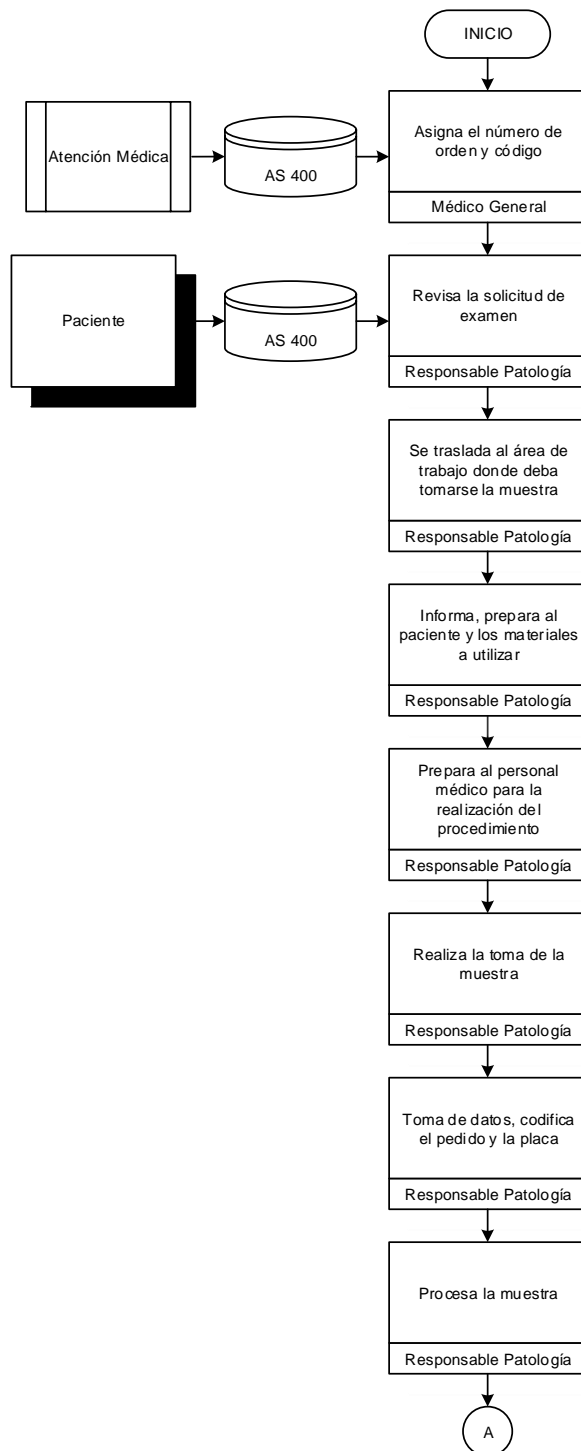 INICIO
Atención Médica
AS 400
Asigna el número de
orden y código
Médico General
Paciente
AS 400
Revisa la solicitud de
examen
Responsable Patología
Se traslada al área de
trabajo donde deba
tomarse la muestra
Responsable Patología
Informa, prepara al
paciente y los materiales
a utilizar
Responsable Patología
Prepara al personal
médico para la
realización del
procedimiento
Responsable Patología
Realiza la toma de la
muestra
Responsable Patología
Toma de datos, codifica
el pedido y la placa
Responsable Patología
Procesa la muestra
Responsable Patología
A